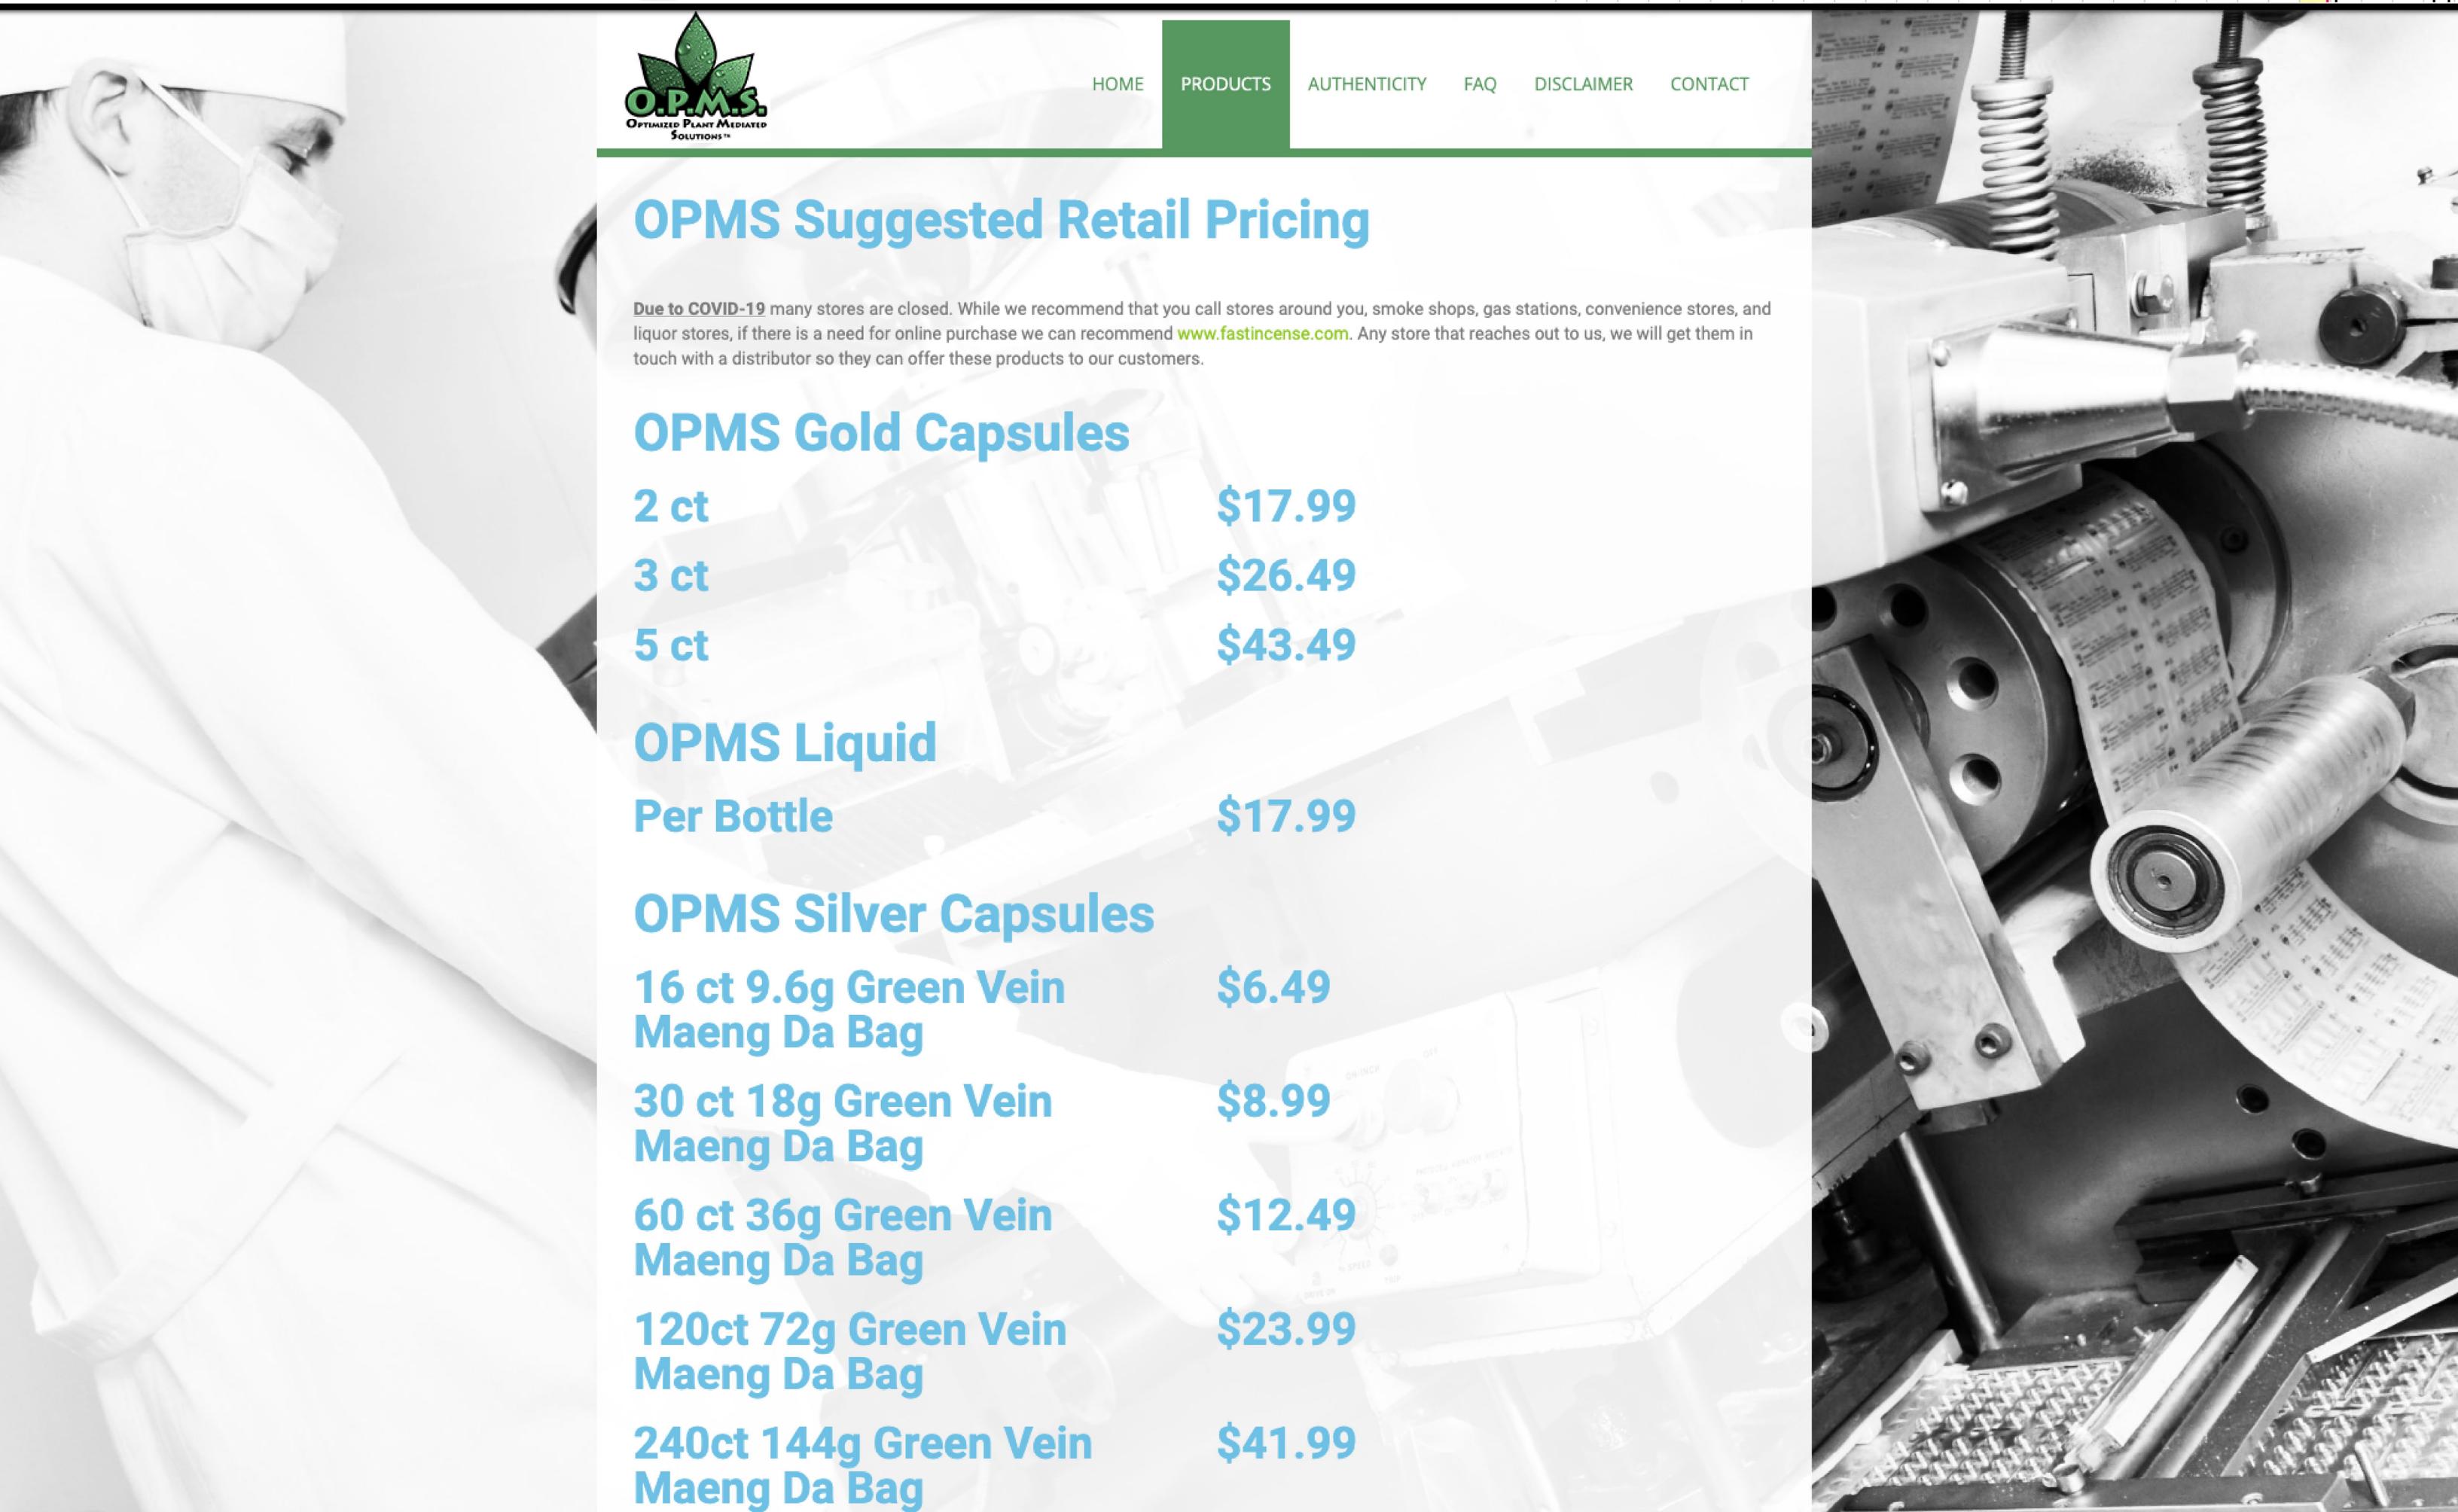 O.P.M.S.
Optimized Plant Mediated
Solutions™
HOME
PRODUCTS
AUTHENTICITY
FAQ
DISCLAIMER
CONTACT
OPMS Suggested Retail Pricing
Due to COVID-19 many stores are closed. While we recommend that you call stores around you, smoke shops, gas stations, convenience stores, and
liquor stores, if there is a need for online purchase we can recommend www.fastincense.com. Any store that reaches out to us, we will get them in
touch with a distributor so they can offer these products to our customers.
OPMS Gold Capsules
2 ct $17.99
3 ct $26.49
5 ct $43.49
OPMS Liquid
Per Bottle $17.99
OPMS Silver Capsules
16 ct 9.6g Green Vein $6.49
Maeng Da Bag
30 ct 18g Green Vein $8.99
Maeng Da Bag
60 ct 36g Green Vein $12.49
Maeng Da Bag
120ct 72g Green Vein $23.99
Maeng Da Bag
240ct 144g Green Vein $41.99
Maeng Da Bag